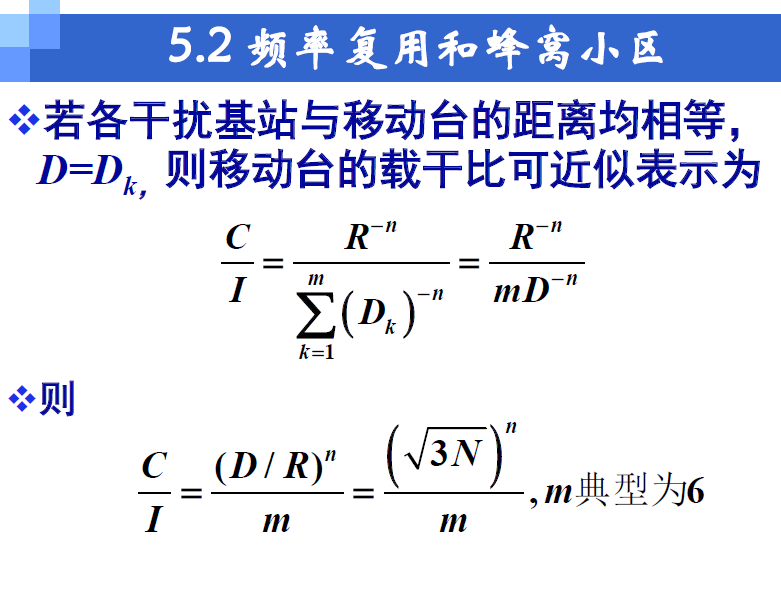 5.2 频率复用和蜂窝小区
❖若各干扰基站与移动台的距离均相等，
D=Dk，则移动台的载干比可近似表示为
C/I = R^{-n} / ∑_{k=1}^{m} (D_k)^{-n} = R^{-n} / mD^{-n}
❖则
C/I = (D / R)^n / m = (√3N)^n / m , m典型为6